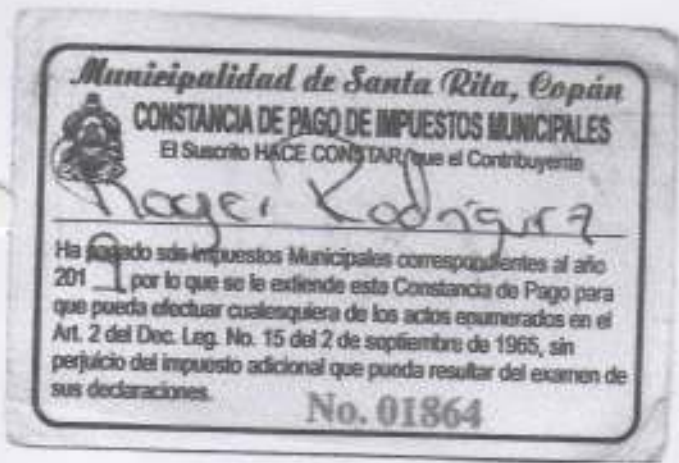 Municipalidad de Santa Rita, Copán
CONSTANCIA DE PAGO DE IMPUESTOS MUNICIPALES
El Suscrito HACE CONSTAR, que el Contribuyente
Roger Rodriguez
Ha pagado sus Impuestos Municipales correspondientes al año
2019 por lo que se le extiende esta Constancia de Pago para
que pueda efectuar cualesquiera de los actos enumerados en el
Art. 2 del Dec. Leg. No. 15 del 2 de septiembre de 1965, sin
perjuicio del impuesto adicional que pueda resultar del examen de
sus declaraciones.
No. 01864